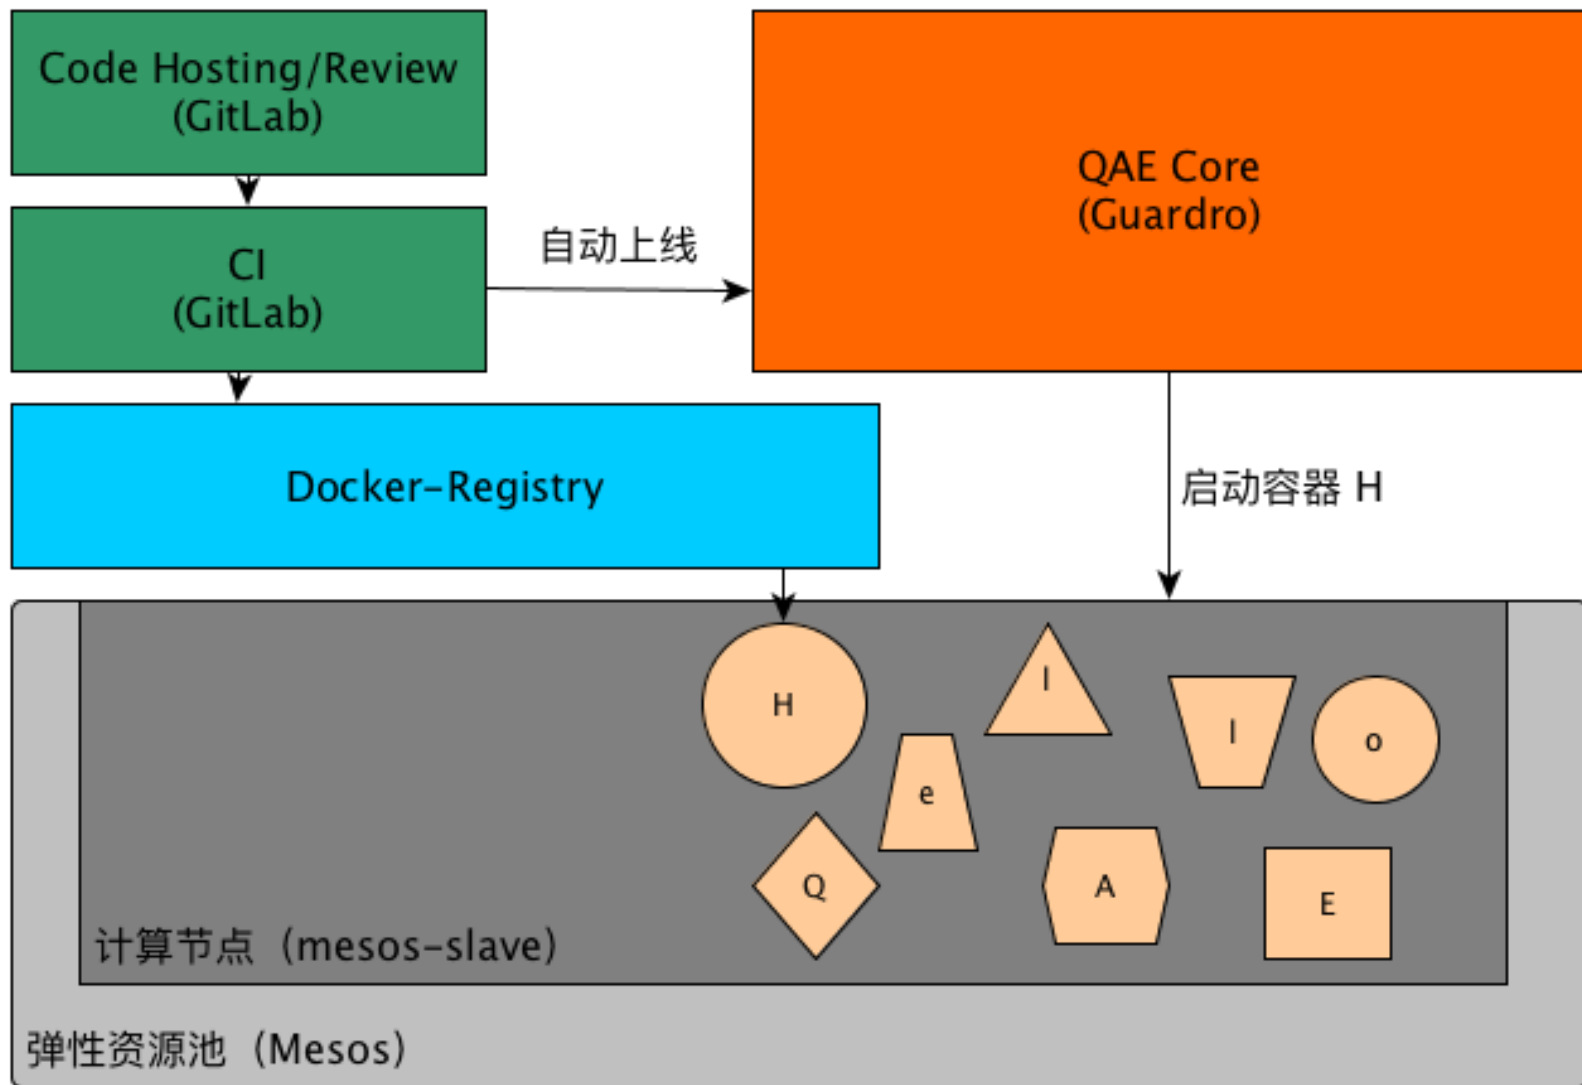 Code Hosting/Review
(GitLab)
QAE Core
(Guardro)
CI
(GitLab)
自动上线
Docker-Registry
启动容器 H
H
l
l
o
e
Q
A
E
计算节点（mesos-slave）
弹性资源池（Mesos）